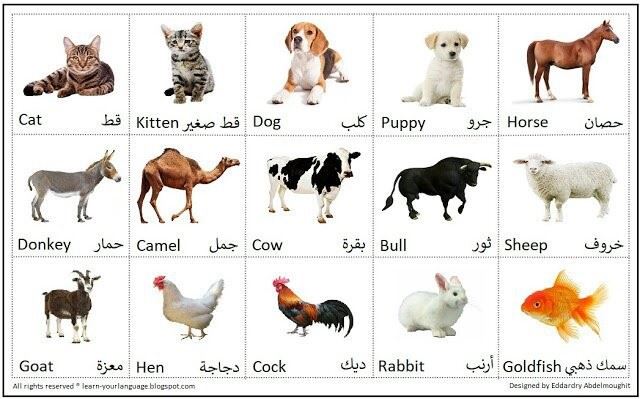 Cat قط
Kitten قط صغير
Dog كلب
Puppy جرو
Horse حصان
Donkey حمار
Camel جمل
Cow بقرة
Bull ثور
Sheep خروف
Goat معزة
Hen دجاجة
Cock ديك
Rabbit أرنب
Goldfish سمك ذهبي
All rights reserved ® learn-yourlanguage.blogspot.com
Designed by Eddardry Abdelmoughit